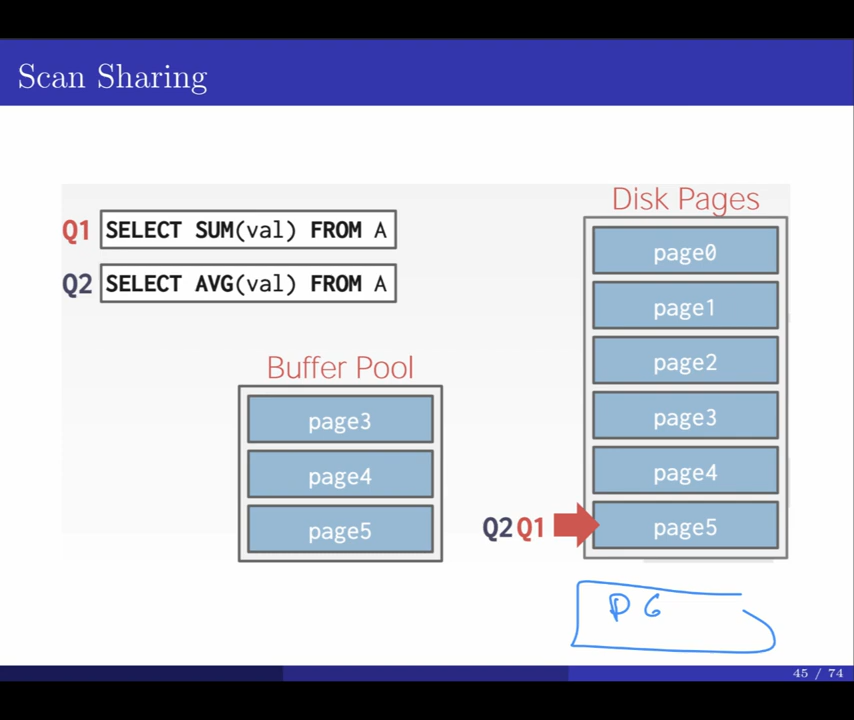 Scan Sharing
Q1 SELECT SUM(val) FROM A
Q2 SELECT AVG(val) FROM A
Buffer Pool
page3
page4
page5
Disk Pages
page0
page1
page2
page3
page4
Q2 Q1 page5
P 6
45 / 74